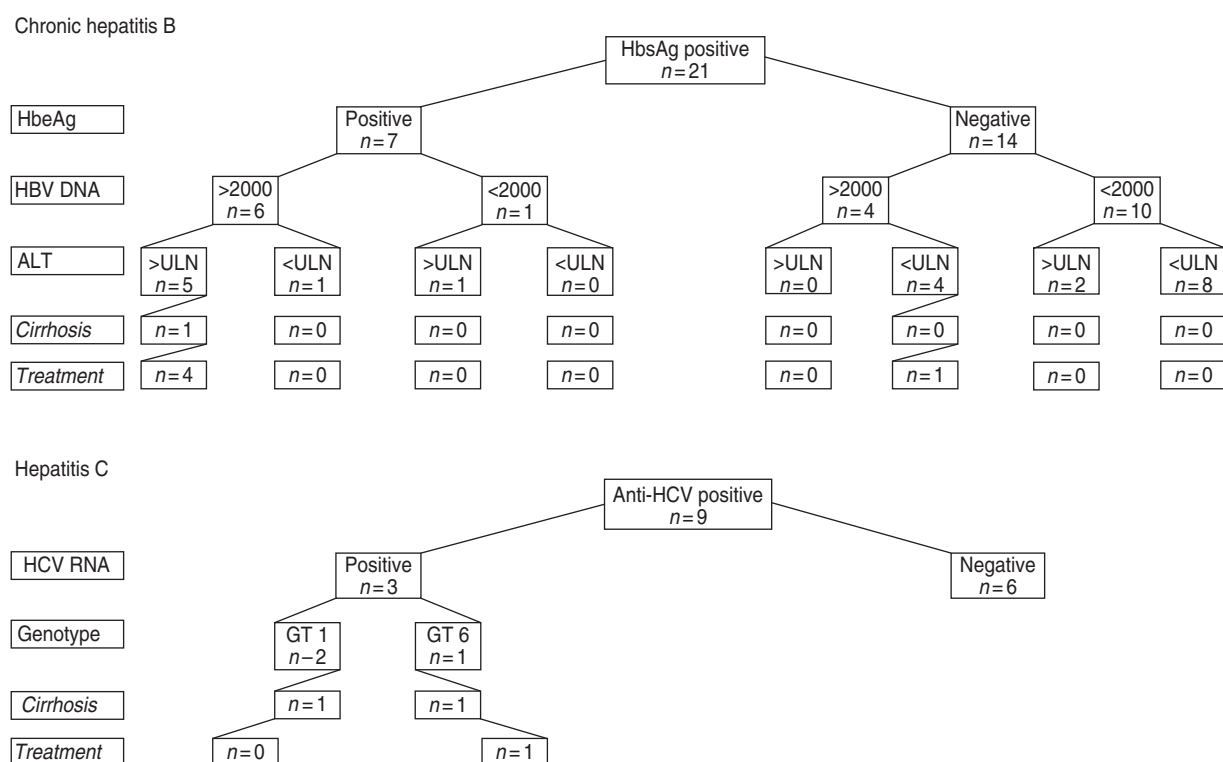 Chronic hepatitis B
HbsAg positive
n=21
HbeAg
Positive
n=7
Negative
n=14
HBV DNA
>2000
n=6
<2000
n=1
>2000
n=4
<2000
n=10
ALT
>ULN
n=5
<ULN
n=1
>ULN
n=1
<ULN
n=0
>ULN
n=0
<ULN
n=4
>ULN
n=2
<ULN
n=8
Cirrhosis
n=1
n=0
n=0
n=0
n=0
n=0
n=0
n=0
Treatment
n=4
n=0
n=0
n=0
n=0
n=1
n=0
n=0
Hepatitis C
Anti-HCV positive
n=9
HCV RNA
Positive
n=3
Negative
n=6
Genotype
GT 1
n–2
GT 6
n=1
Cirrhosis
n=1
n=1
Treatment
n=0
n=1